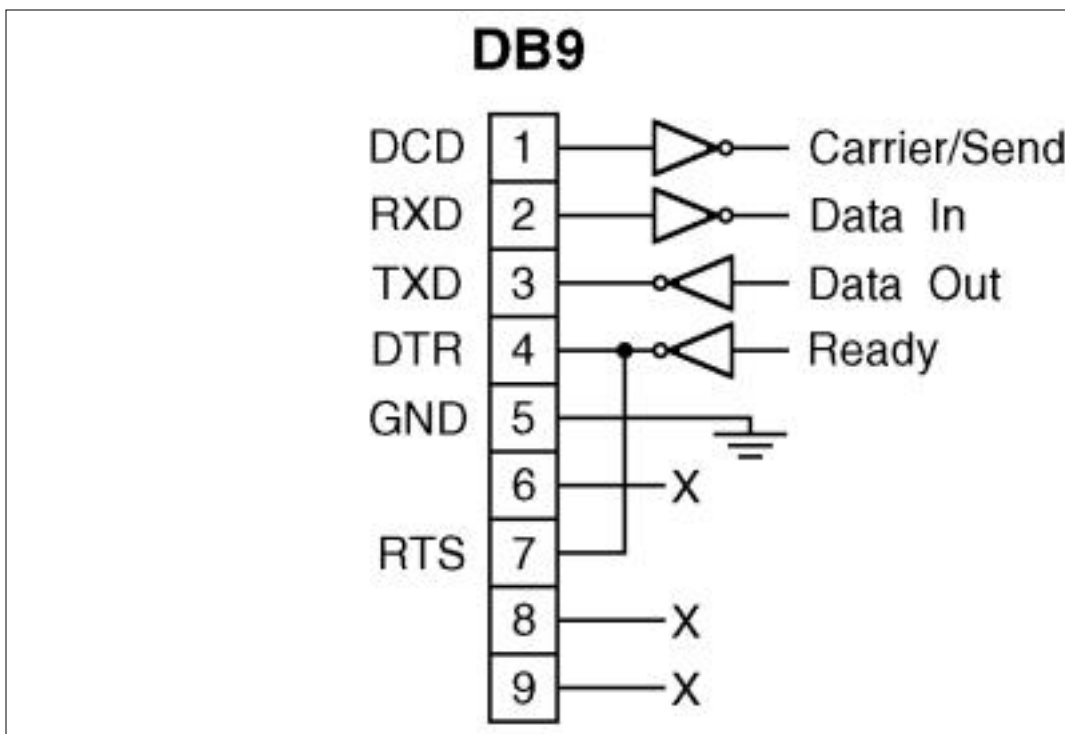 DB9
DCD 1 Carrier/Send
RXD 2 Data In
TXD 3 Data Out
DTR 4 Ready
GND 5
6 X
RTS 7
8 X
9 X